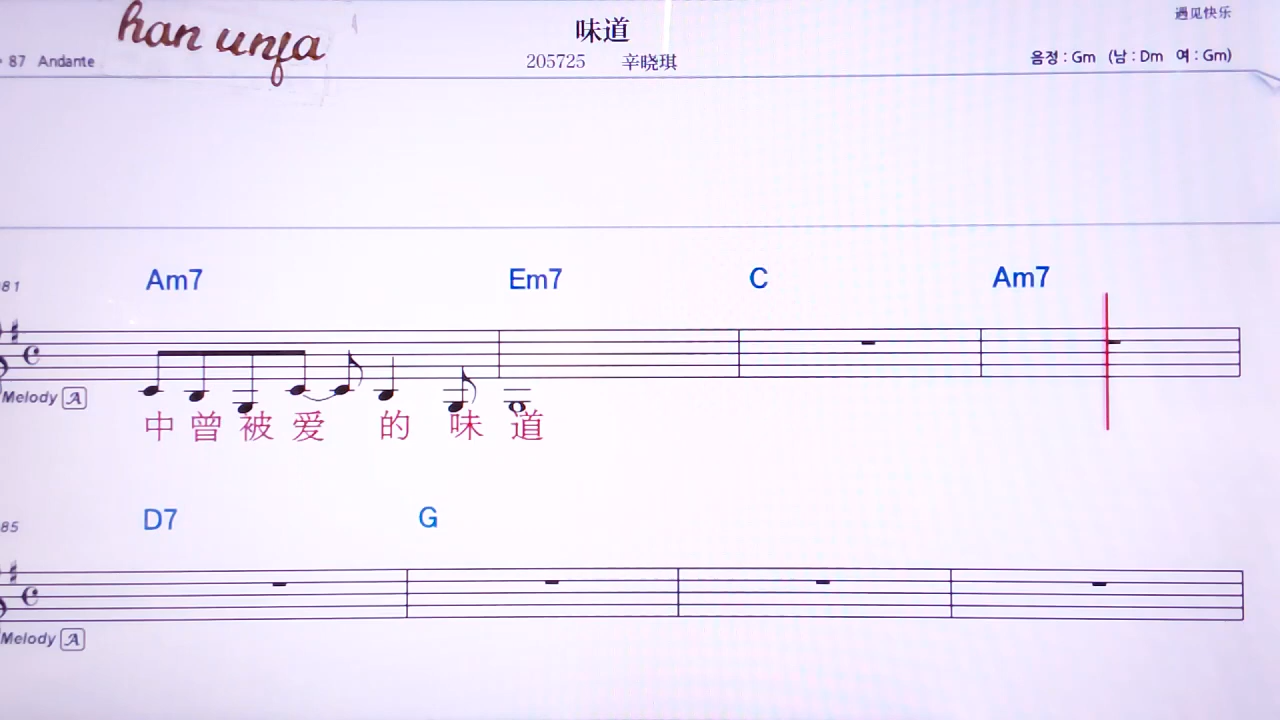 han unfa
味道
遇见快乐
87 Andante
205725 辛晓琪
음정 : Gm (남 : Dm 여 : Gm)
Am7 Em7 C Am7
81
Melody A
中曾被爱 的 味道
D7 G
85
Melody A